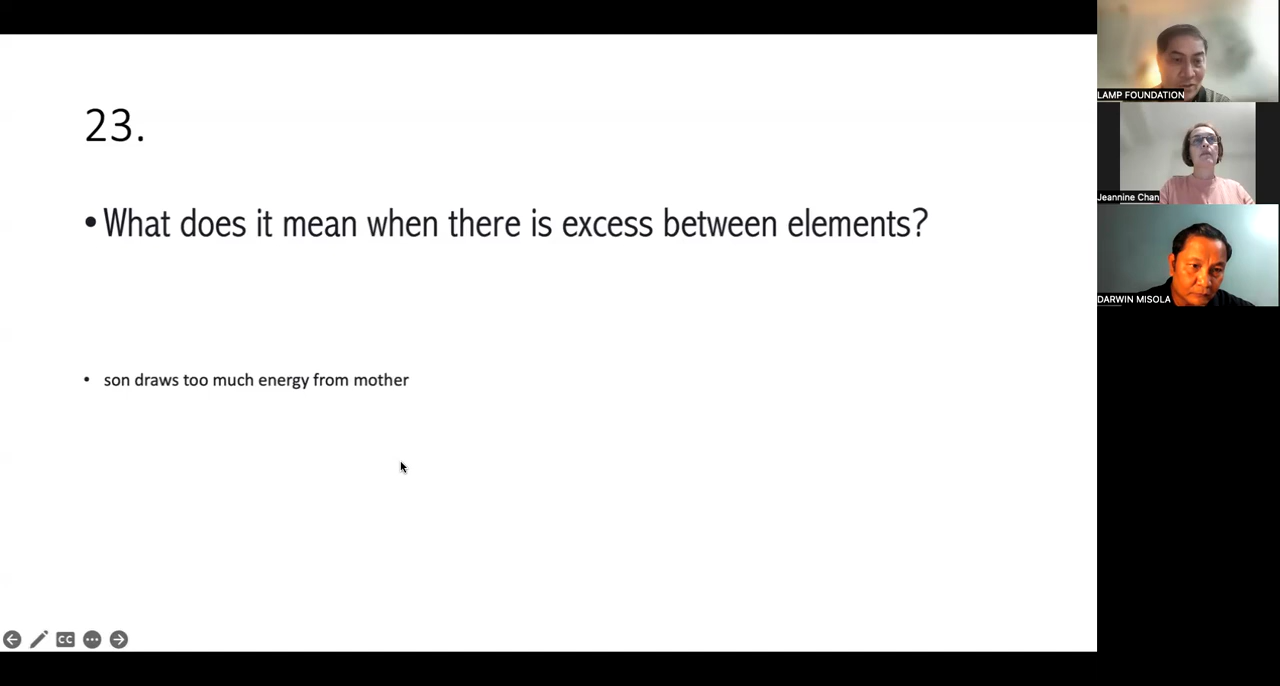 23.
• What does it mean when there is excess between elements?
• son draws too much energy from mother
CC
LAMP FOUNDATION
Jeannine Chan
DARWIN MISOLA